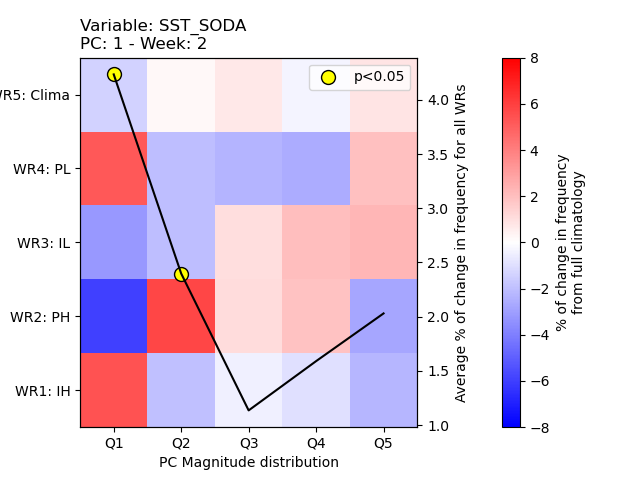 Variable: SST_SODA
PC: 1 - Week: 2
p<0.05
WR5: Clima
WR4: PL
WR3: IL
WR2: PH
WR1: IH
Q1 Q2 Q3 Q4 Q5
PC Magnitude distribution
4.0
3.5
3.0
2.5
2.0
1.5
1.0
Average % of change in frequency for all WRs
8
6
4
2
0
−2
−4
−6
−8
% of change in frequency
from full climatology